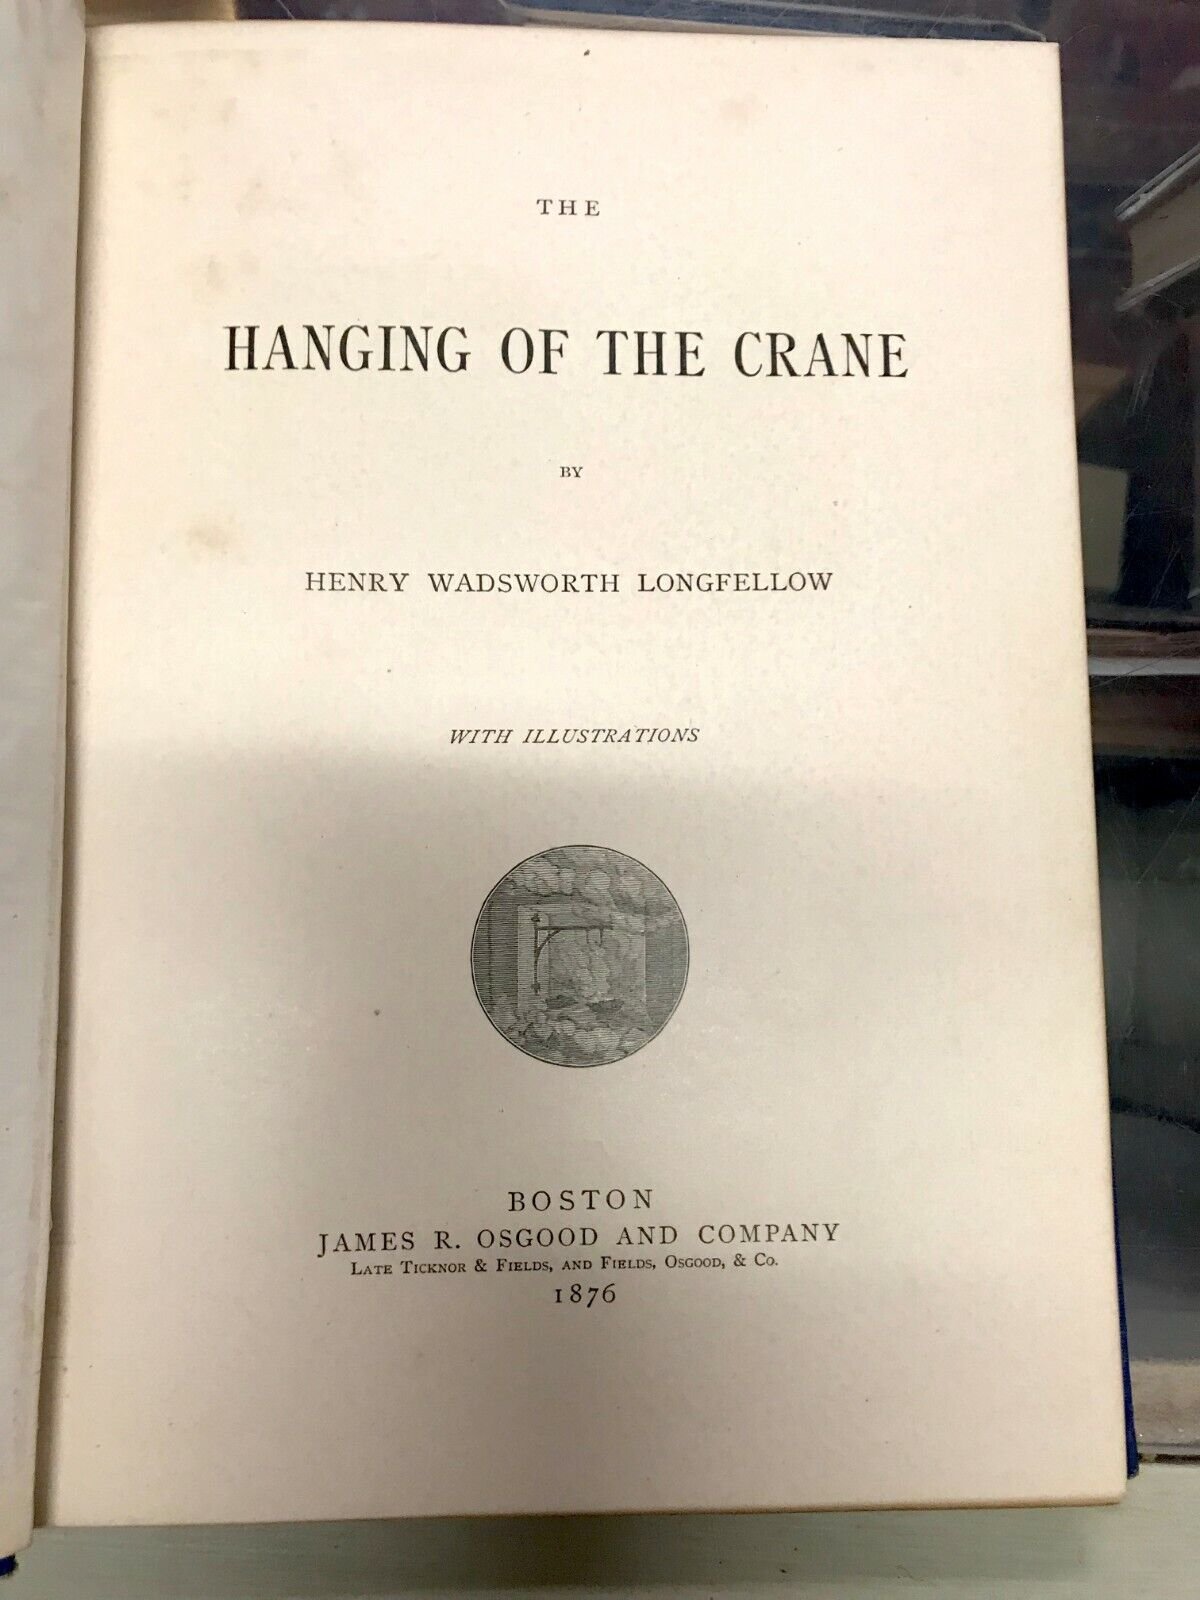 THE
HANGING OF THE CRANE
BY
HENRY WADSWORTH LONGFELLOW
WITH ILLUSTRATIONS
BOSTON
JAMES R. OSGOOD AND COMPANY
LATE TICKNOR & FIELDS, AND FIELDS, OSGOOD, & CO.
1876